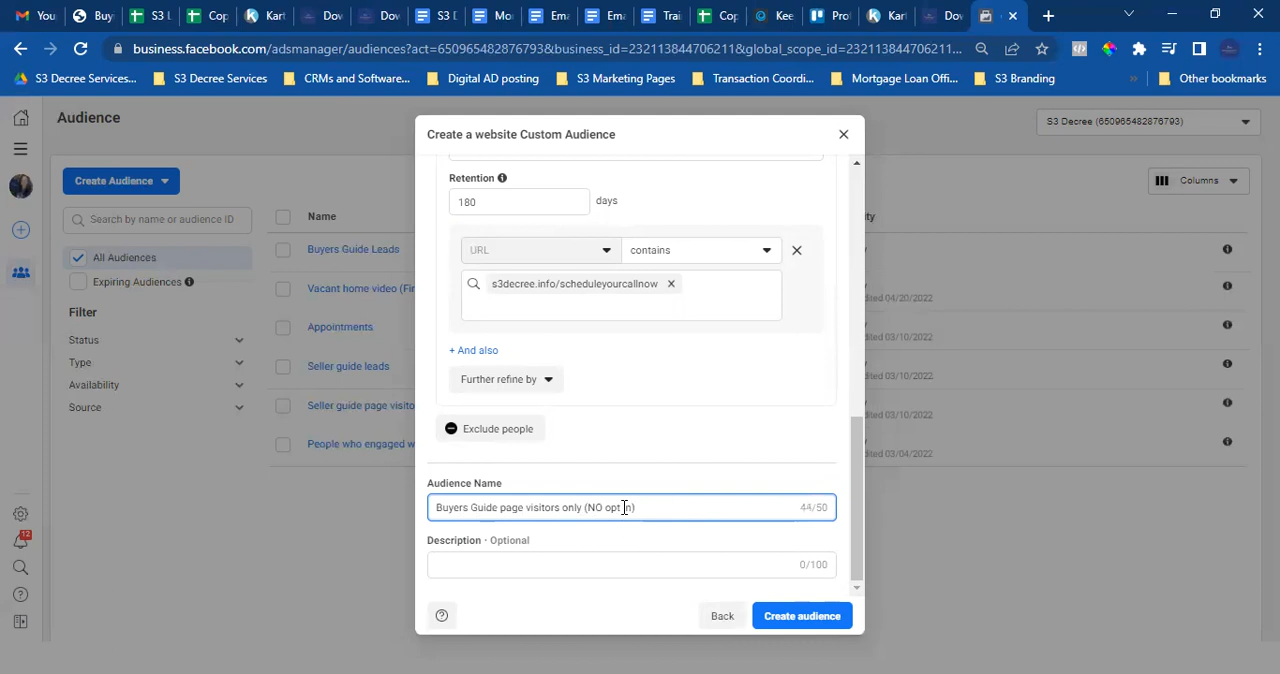 You
Buy
S3 L
Cop
Kart
Dow
Dow
S3 D
Mo
Ema
Ema
Trai
Cop
Kee
Prof
Kar
Dov
business.facebook.com/adsmanager/audiences?act=650965482876793&business_id=232113844706211&global_scope_id=232113844706211...
S3 Decree Services...
S3 Decree Services
CRMs and Software...
Digital AD posting
S3 Marketing Pages
Transaction Coordi...
Mortgage Loan Offi...
S3 Branding
»
Other bookmarks
Audience
S3 Decree (650965482876793)
Create Audience
Columns
Search by name or audience ID
Name
All Audiences
Expiring Audiences
Filter
Status
Type
Availability
Source
Buyers Guide Leads
Vacant home video (Fir
Appointments
Seller guide leads
Seller guide page visito
People who engaged w
ity
y
dited 04/20/2022
y
dited 03/10/2022
y
dited 03/10/2022
y
dited 03/10/2022
y
dited 03/04/2022
12
Create a website Custom Audience
Retention
180
days
URL
contains
s3decree.info/scheduleyourcallnow
+ And also
Further refine by
Exclude people
Audience Name
Buyers Guide page visitors only (NO opt in)
44/50
Description · Optional
0/100
Back
Create audience